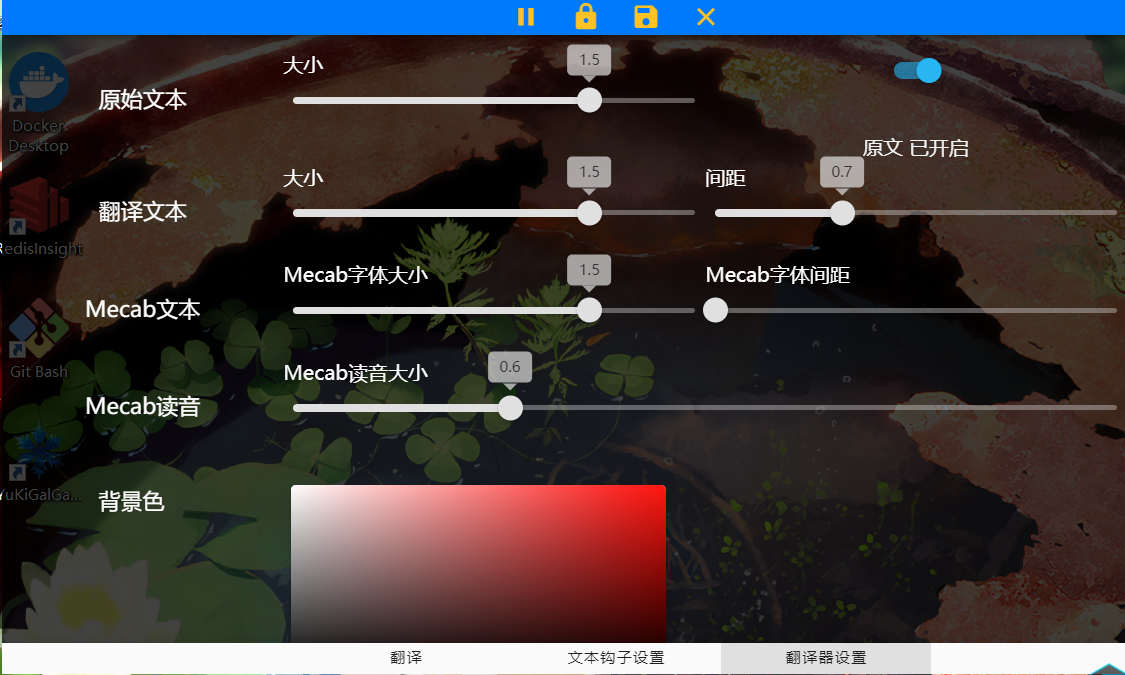 大小
1.5
原始文本
Docker
Desktop
原文 已开启
大小
1.5
间距
0.7
翻译文本
RedisInsight
Mecab字体大小
1.5
Mecab字体间距
Mecab文本
Git Bash
Mecab读音大小
0.6
Mecab读音
YuKiGalGa...
背景色
翻译
文本钩子设置
翻译器设置